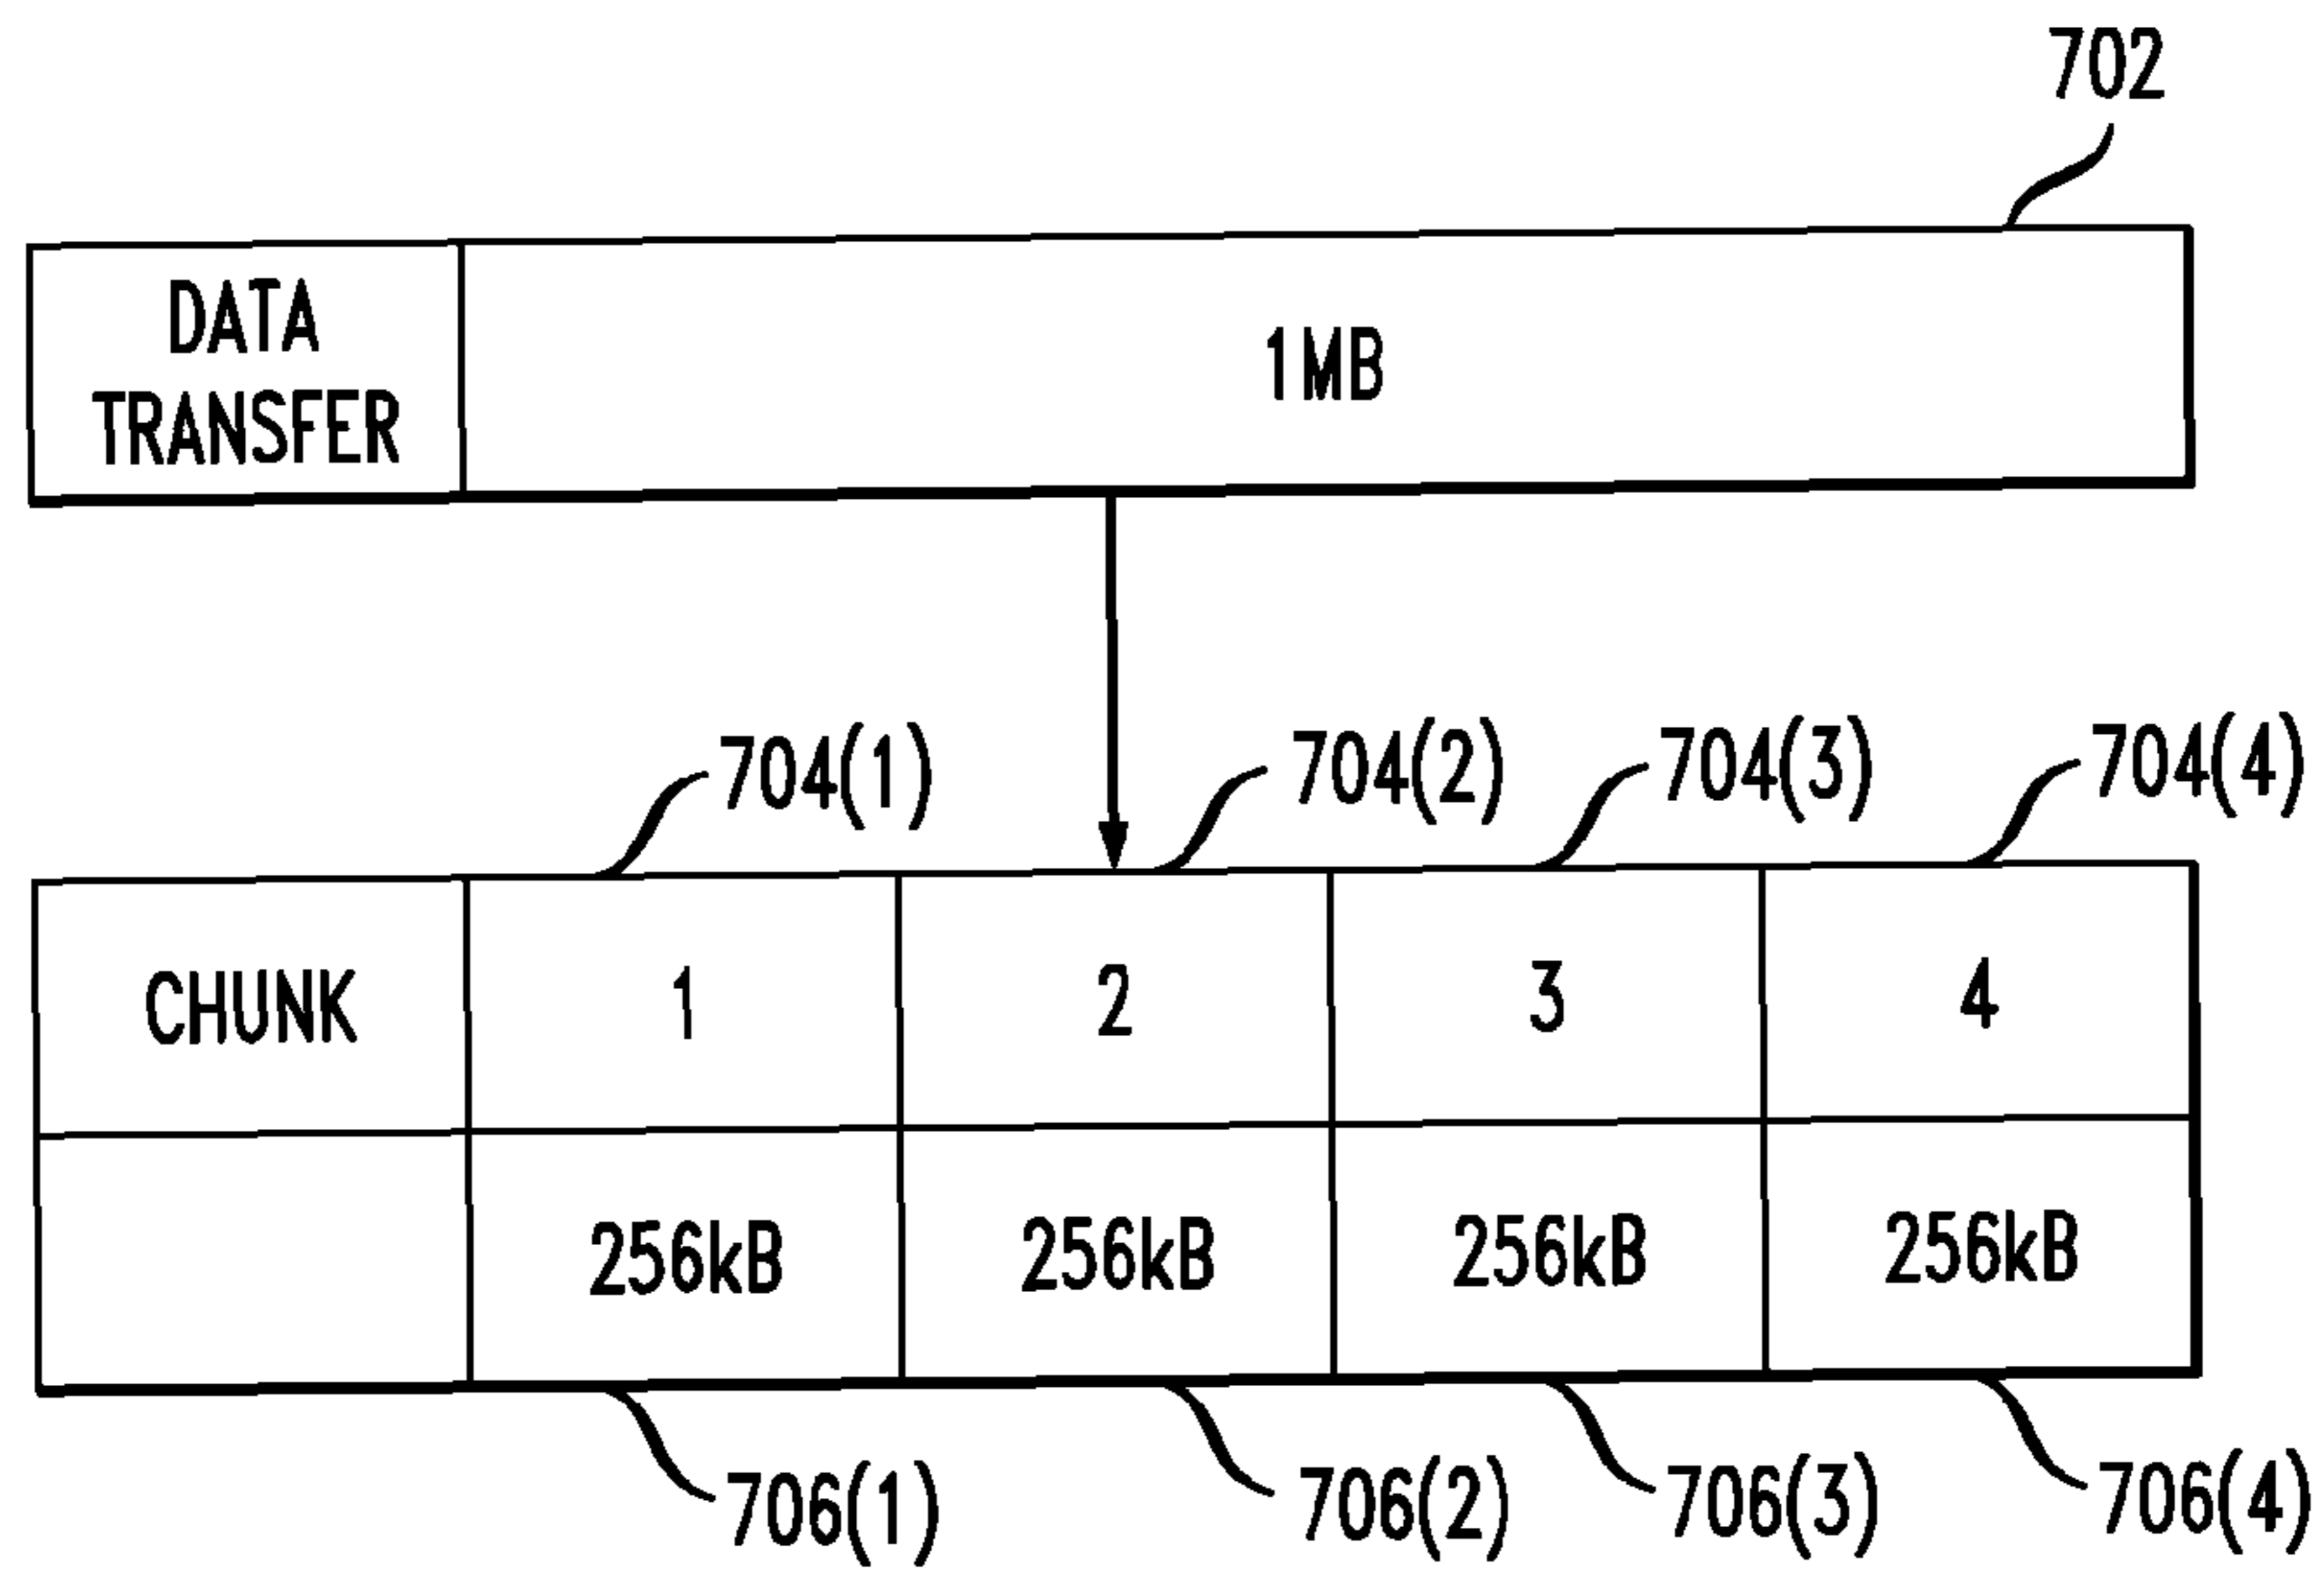 702
DATA
TRANSFER
1MB
704(1) 704(2) 704(3) 704(4)
CHUNK 1 2 3 4
256kB 256kB 256kB 256kB
706(1) 706(2) 706(3) 706(4)